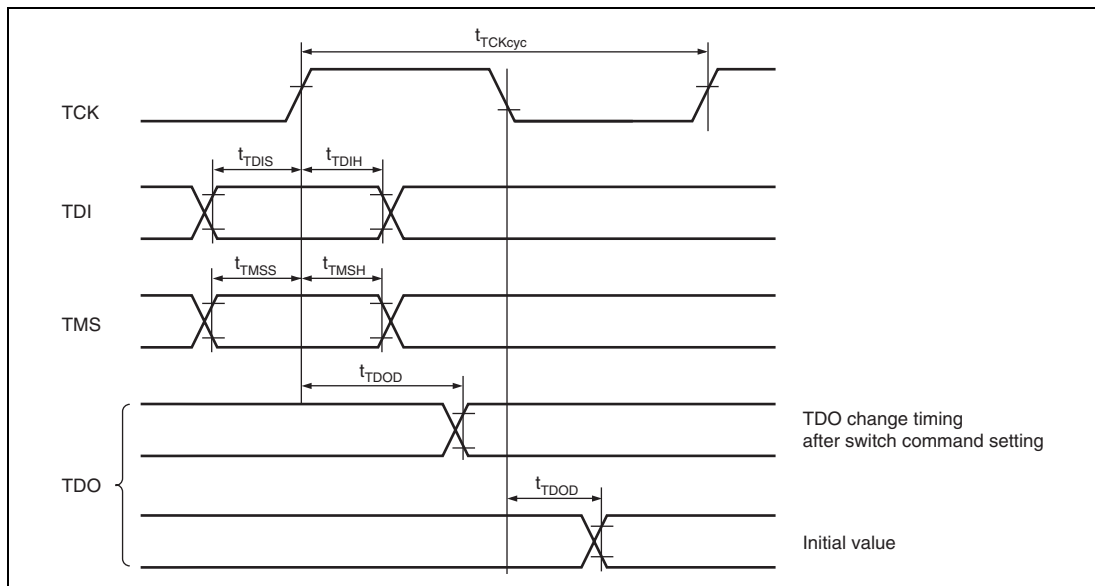 tTCKcyc
TCK
tTDIS
tTDIH
TDI
tTMSS
tTMSH
TMS
tTDOD
TDO change timing
after switch command setting
TDO
tTDOD
Initial value